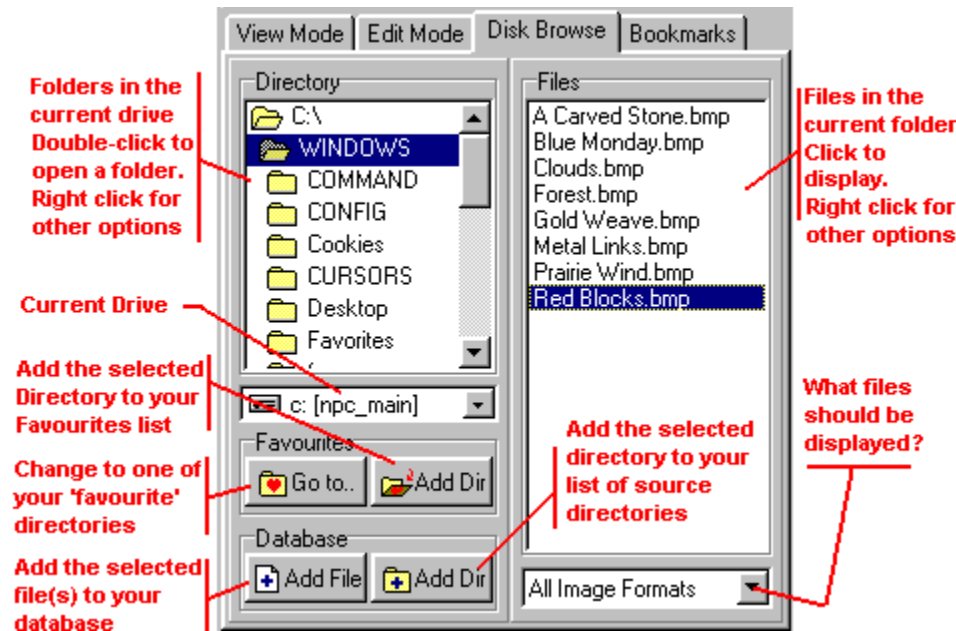 View Mode
Edit Mode
Disk Browse
Bookmarks
Folders in the
current drive
Double-click to
open a folder.
Right click for
other options
Directory
C:\
WINDOWS
COMMAND
CONFIG
Cookies
CURSORS
Desktop
Favorites
Files
A Carved Stone.bmp
Blue Monday.bmp
Clouds.bmp
Forest.bmp
Gold Weave.bmp
Metal Links.bmp
Prairie Wind.bmp
Red Blocks.bmp
Files in the
current folder
Click to
display.
Right click for
other options
Current Drive
c: [npc_main]
Add the selected
Directory to your
Favourites list
Favourites
Go to..
Add Dir
Change to one of
your 'favourite'
directories
Add the selected
directory to your
list of source
directories
What files
should be
displayed?
Database
Add File
Add Dir
Add the selected
file(s) to your
database
All Image Formats